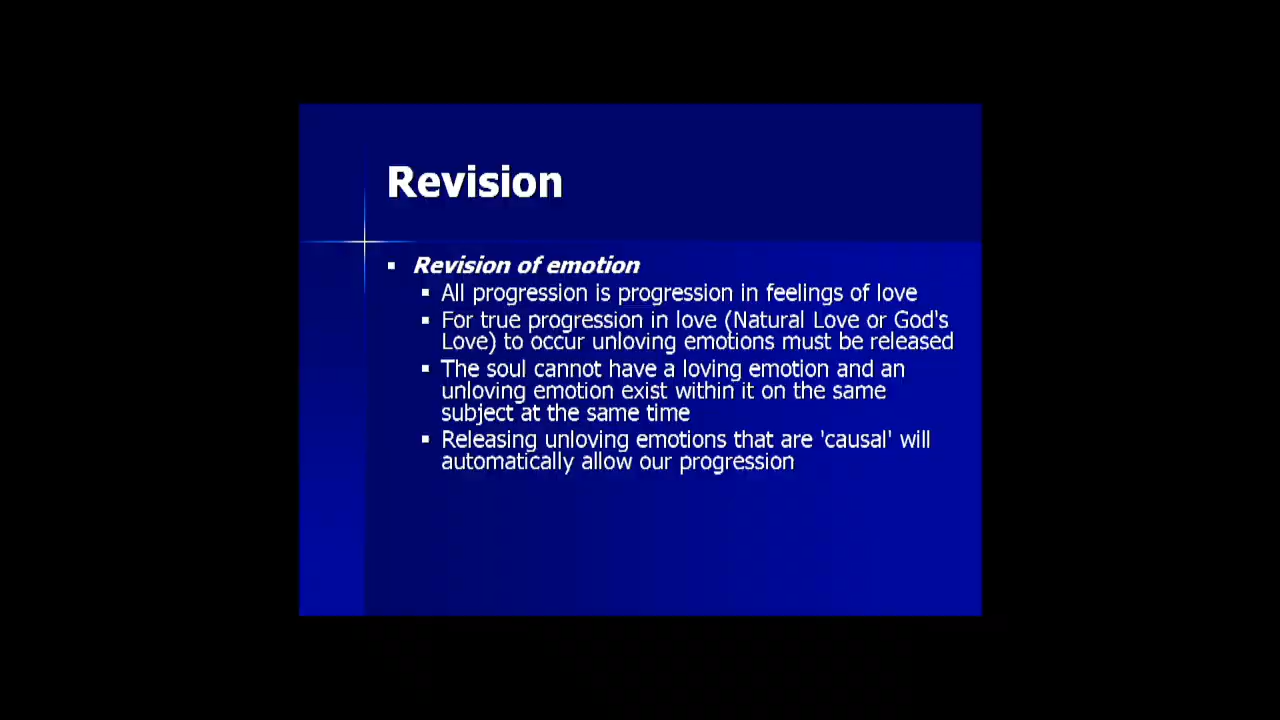 Revision
Revision of emotion
All progression is progression in feelings of love
For true progression in love (Natural Love or God's
Love) to occur unloving emotions must be released
The soul cannot have a loving emotion and an
unloving emotion exist within it on the same
subject at the same time
Releasing unloving emotions that are 'causal' will
automatically allow our progression